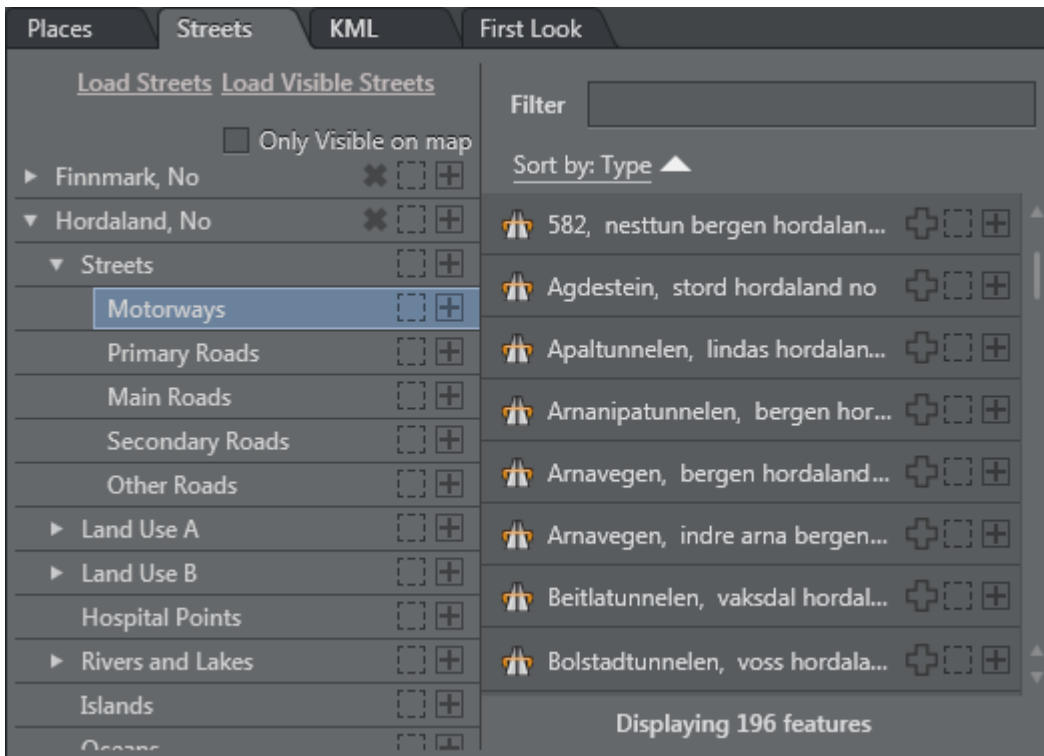 Places Streets KML First Look
Load Streets Load Visible Streets
Only Visible on map
Finnmark, No
Hordaland, No
Streets
Motorways
Primary Roads
Main Roads
Secondary Roads
Other Roads
Land Use A
Land Use B
Hospital Points
Rivers and Lakes
Islands
Oceans
Filter
Sort by: Type
582, nesttun bergen hordalan...
Agdestein, stord hordaland no
Apaltunnelen, lindas hordalan...
Arnanipatunnelen, bergen hor...
Arnavegen, bergen hordaland...
Arnavegen, indre arna bergen...
Beitlatunnelen, vaksdal hordal...
Bolstadtunnelen, voss hordala...
Displaying 196 features